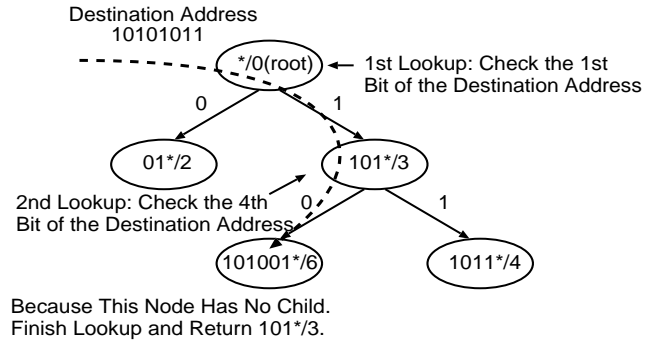 Destination Address
10101011
*/0(root)
1st Lookup: Check the 1st
Bit of the Destination Address
0
1
01*/2
101*/3
2nd Lookup: Check the 4th
Bit of the Destination Address
0
1
101001*/6
1011*/4
Because This Node Has No Child.
Finish Lookup and Return 101*/3.